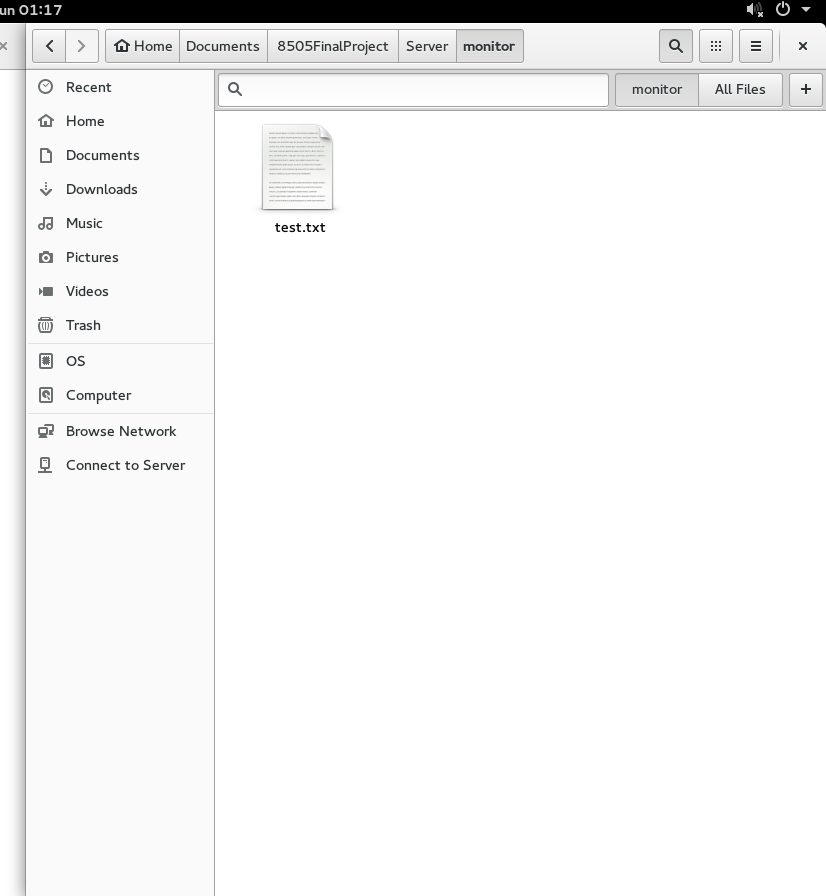 un 01:17
Home Documents 8505FinalProject Server monitor
monitor All Files +
Recent
Home
Documents
Downloads
Music
Pictures
Videos
Trash
OS
Computer
Browse Network
Connect to Server
test.txt